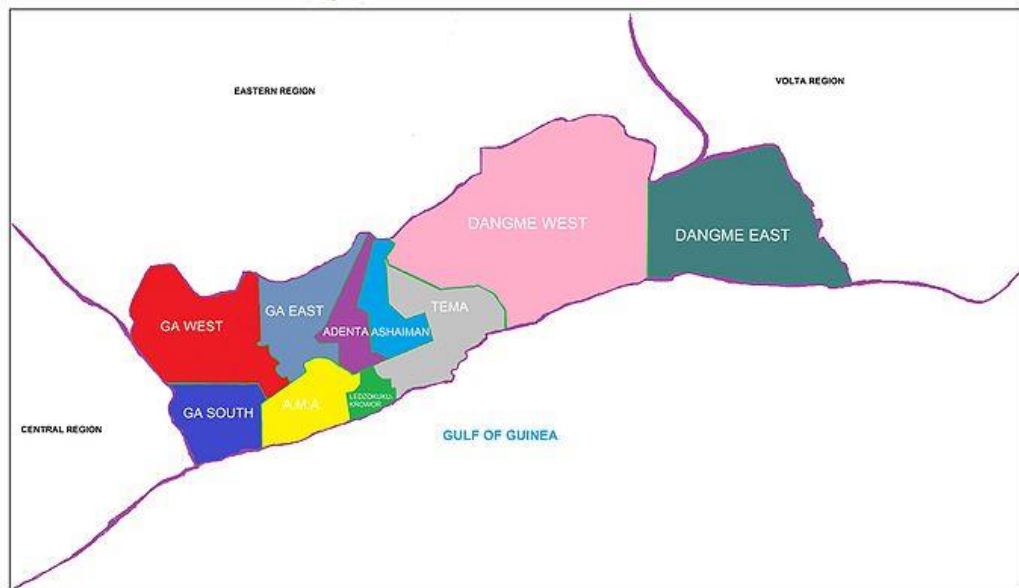 VOLTA REGION
EASTERN REGION
DANGME WEST
DANGME EAST
GA EAST
TEMA
GA WEST
ADENTA
ASHAIMAN
LEDZOKUKU-
KROWOR
A.M.A
GA SOUTH
CENTRAL REGION
GULF OF GUINEA